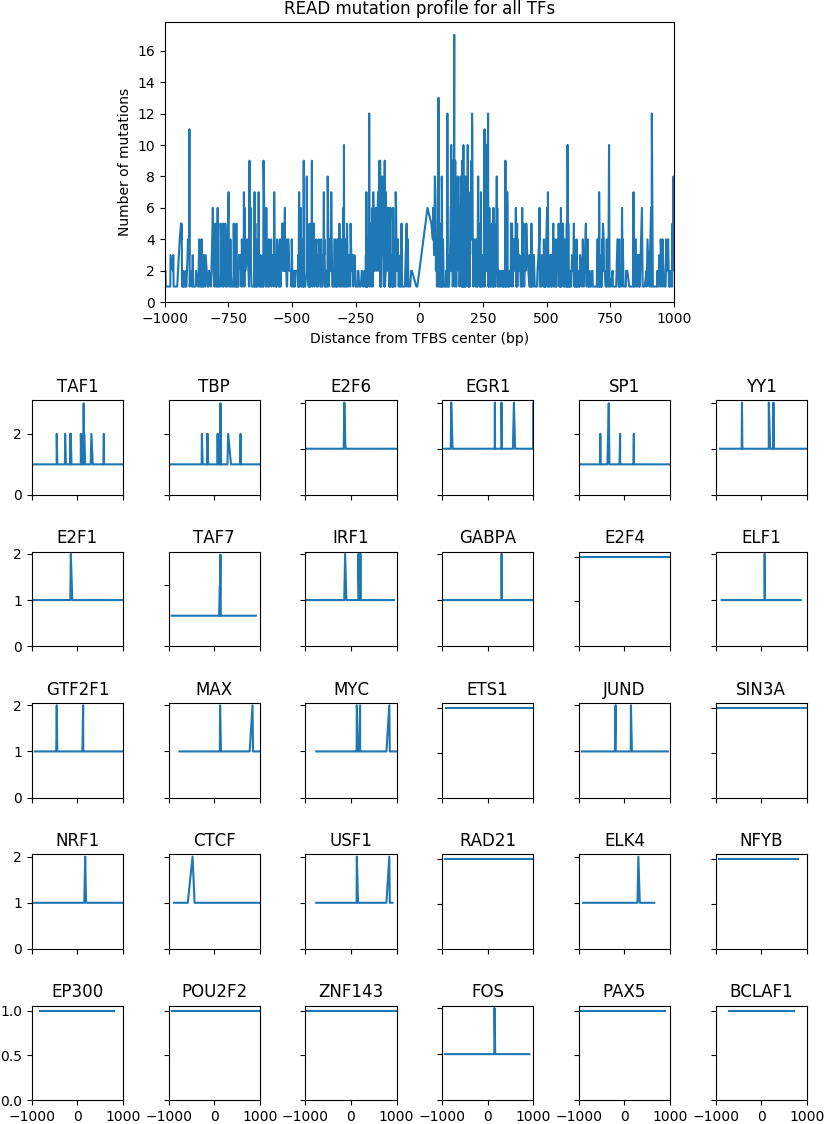 READ mutation profile for all TFs
16
14
12
10
8
6
4
2
0
Number of mutations
−1000 −750 −500 −250 0 250 500 750 1000
Distance from TFBS center (bp)
TAF1 TBP E2F6 EGR1 SP1 YY1
2
0
E2F1 TAF7 IRF1 GABPA E2F4 ELF1
2
1
0
GTF2F1 MAX MYC ETS1 JUND SIN3A
2
1
0
NRF1 CTCF USF1 RAD21 ELK4 NFYB
2
1
0
EP300 POU2F2 ZNF143 FOS PAX5 BCLAF1
1.0
0.5
0.0
−1000 0 1000 −1000 0 1000 −1000 0 1000 −1000 0 1000 −1000 0 1000 −1000 0 1000